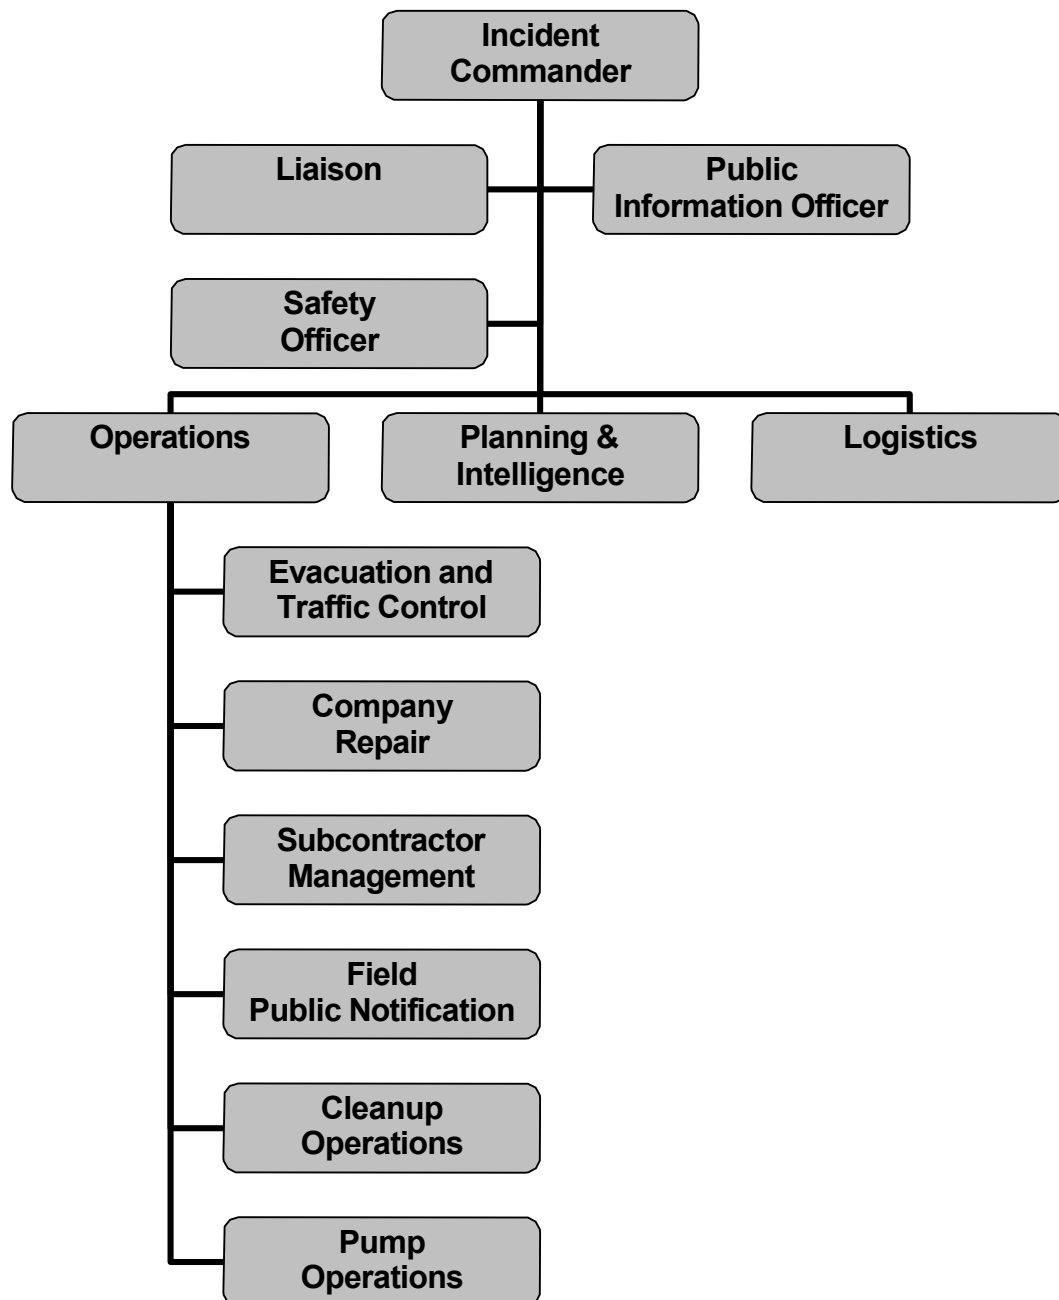 Incident
Commander
Liaison
Public
Information Officer
Safety
Officer
Operations
Planning &
Intelligence
Logistics
Evacuation and
Traffic Control
Company
Repair
Subcontractor
Management
Field
Public Notification
Cleanup
Operations
Pump
Operations